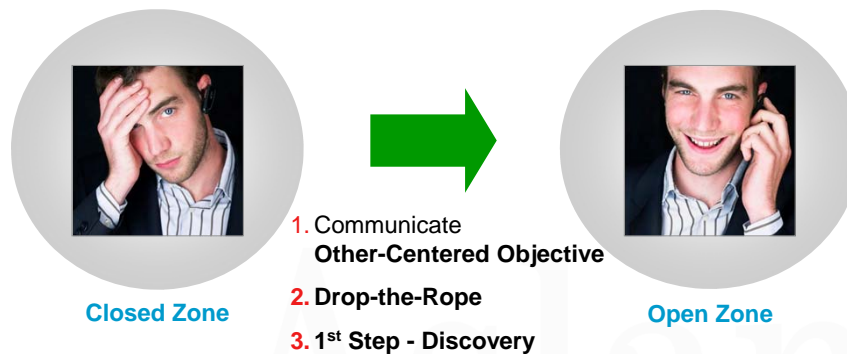 1. Communicate
Other-Centered Objective
2. Drop-the-Rope
3. 1st Step - Discovery
Closed Zone
Open Zone